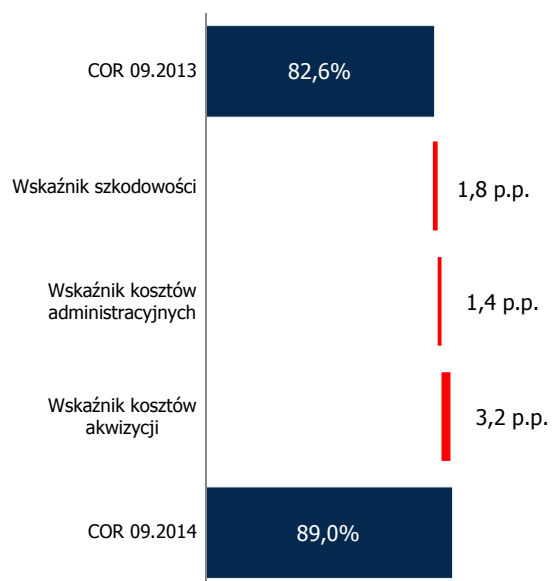 COR 09.2013
82,6%
Wskaźnik szkodowości
1,8 p.p.
Wskaźnik kosztów
administracyjnych
1,4 p.p.
Wskaźnik kosztów
akwizycji
3,2 p.p.
COR 09.2014
89,0%